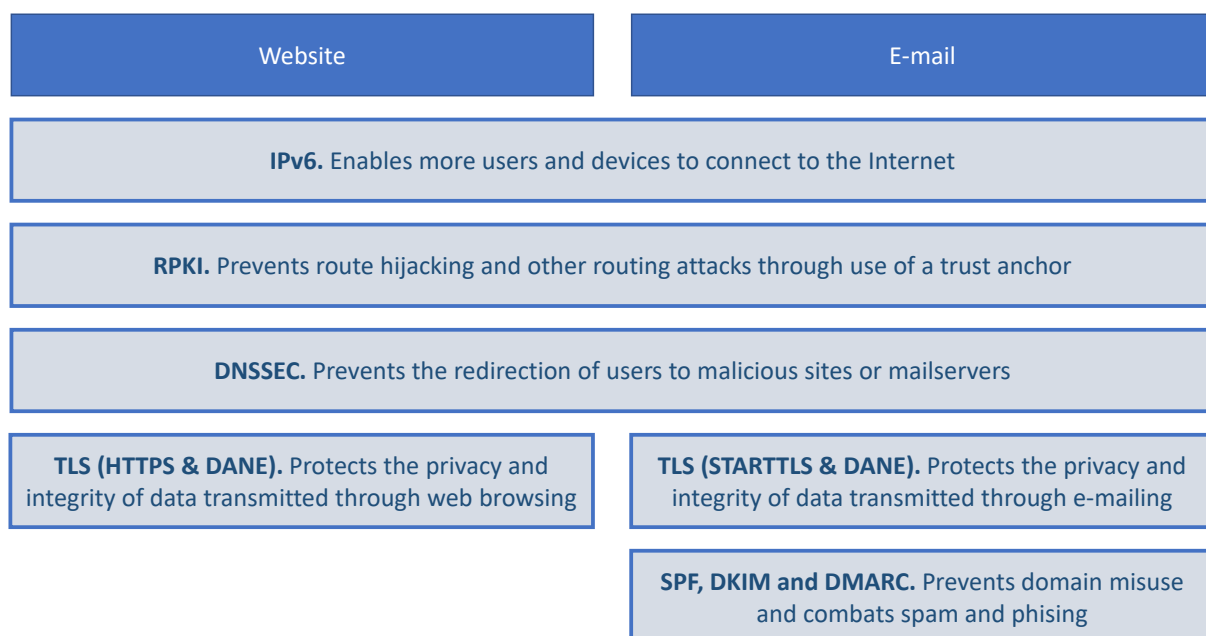 Website
E-mail
IPv6. Enables more users and devices to connect to the Internet
RPKI. Prevents route hijacking and other routing attacks through use of a trust anchor
DNSSEC. Prevents the redirection of users to malicious sites or mailservers
TLS (HTTPS & DANE). Protects the privacy and
integrity of data transmitted through web browsing
TLS (STARTTLS & DANE). Protects the privacy and
integrity of data transmitted through e-mailing
SPF, DKIM and DMARC. Prevents domain misuse
and combats spam and phising